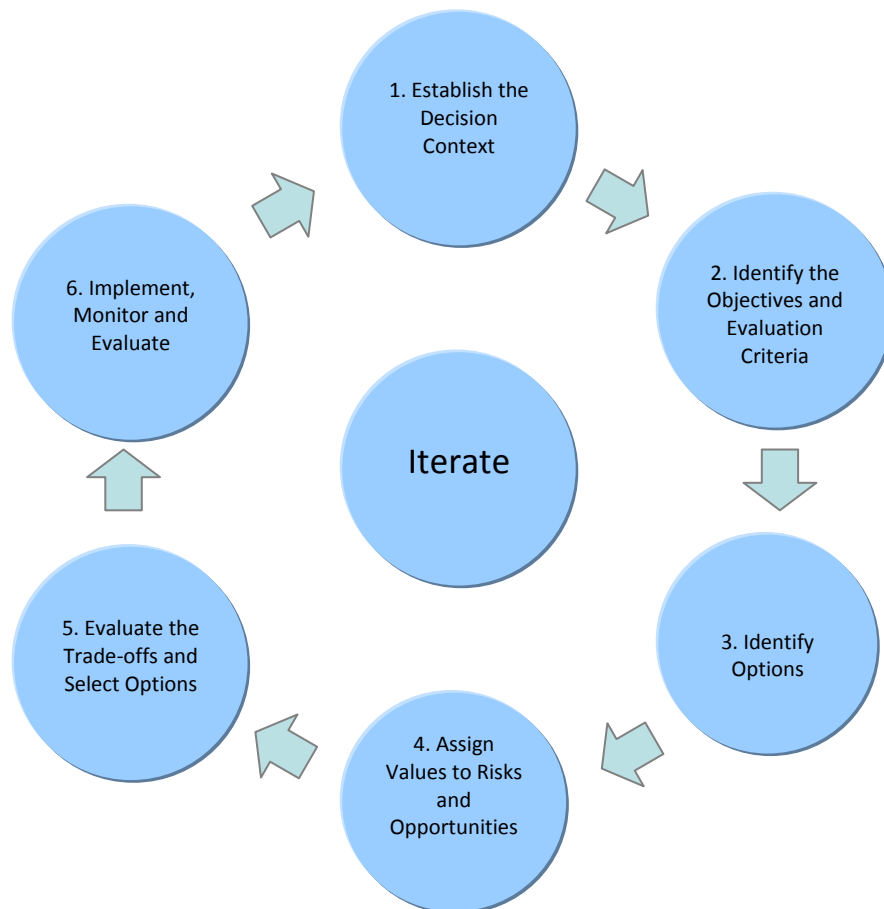 1. Establish the
Decision
Context
2. Identify the
Objectives and
Evaluation
Criteria
3. Identify
Options
4. Assign
Values to Risks
and
Opportunities
5. Evaluate the
Trade-offs and
Select Options
6. Implement,
Monitor and
Evaluate
Iterate